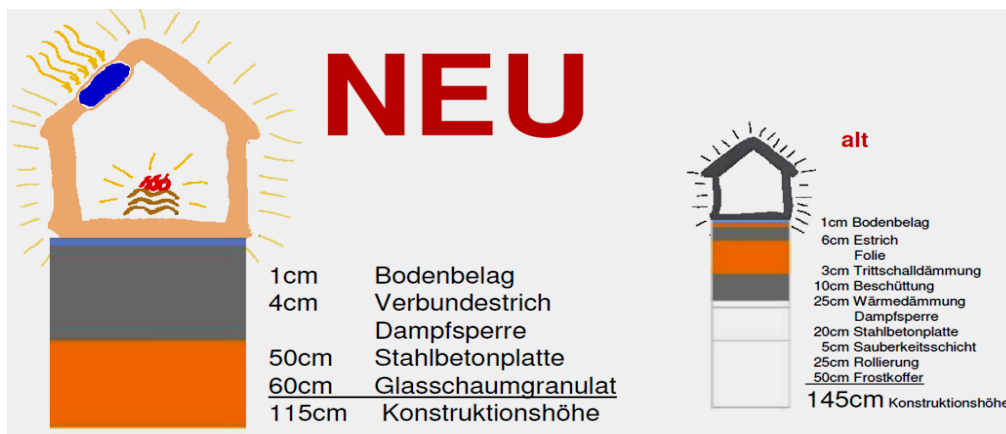 NEU
1cm Bodenbelag
4cm Verbundestrich
Dampfsperre
50cm Stahlbetonplatte
60cm Glasschaumgranulat
115cm Konstruktionshöhe
alt
1cm Bodenbelag
6cm Estrich
Folie
3cm Trittschalldämmung
10cm Beschüttung
25cm Wärmedämmung
Dampfsperre
20cm Stahlbetonplatte
5cm Sauberkeitsschicht
25cm Rollierung
50cm Frostkoffer
145cm Konstruktionshöhe